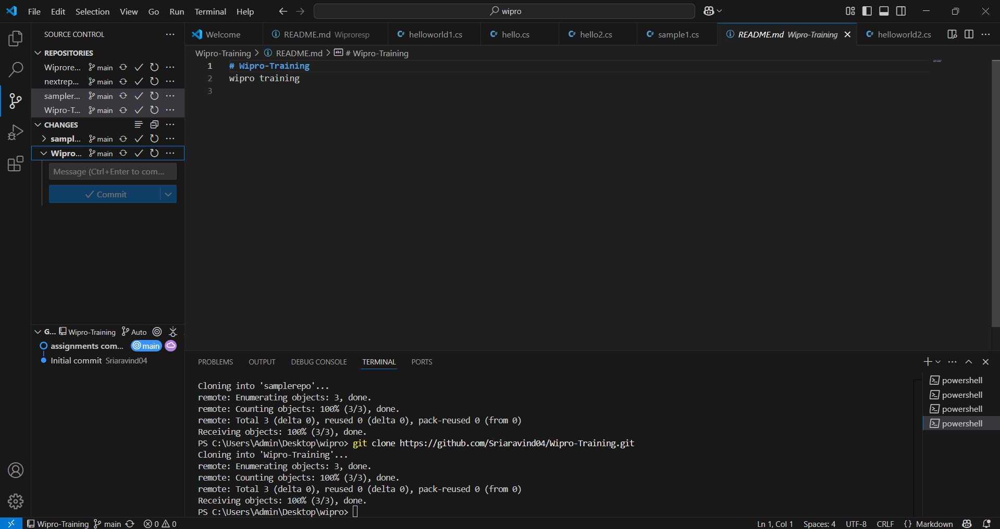 File Edit Selection View Go Run Terminal Help
wipro
SOURCE CONTROL
REPOSITORIES
Wiprore... main
nextrep... main
sampler... main
Wipro-T... main
CHANGES
sampl... main
Wipro... main
Message (Ctrl+Enter to com...
Commit
G... Wipro-Training Auto
assignments com... main
Initial commit Sriaravind04
Welcome README.md Wiproresp helloworld1.cs hello.cs hello2.cs sample1.cs README.md Wipro-Training helloworld2.cs
Wipro-Training > README.md > abc # Wipro-Training
1 # Wipro-Training
2 wipro training
3
PROBLEMS OUTPUT DEBUG CONSOLE TERMINAL PORTS
Cloning into 'samplerepo'...
remote: Enumerating objects: 3, done.
remote: Counting objects: 100% (3/3), done.
remote: Total 3 (delta 0), reused 0 (delta 0), pack-reused 0 (from 0)
Receiving objects: 100% (3/3), done.
PS C:\Users\Admin\Desktop\wipro> git clone https://github.com/Sriaravind04/Wipro-Training.git
Cloning into 'Wipro-Training'...
remote: Enumerating objects: 3, done.
remote: Counting objects: 100% (3/3), done.
remote: Total 3 (delta 0), reused 0 (delta 0), pack-reused 0 (from 0)
Receiving objects: 100% (3/3), done.
PS C:\Users\Admin\Desktop\wipro>
powershell
powershell
powershell
powershell
Wipro-Training main 0 0
Ln 1, Col 1 Spaces: 4 UTF-8 CRLF {} Markdown